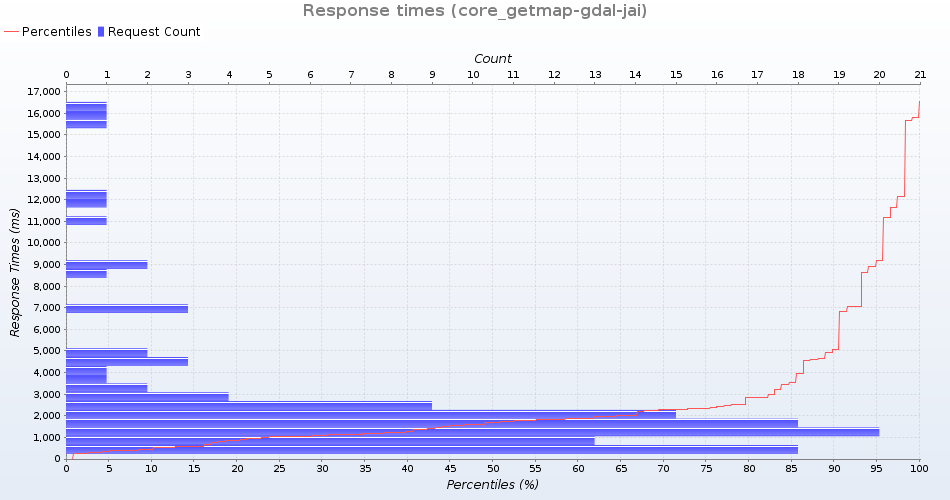 Response times (core_getmap-gdal-jai)
Percentiles Request Count
Count
0 1 2 3 4 5 6 7 8 9 10 11 12 13 14 15 16 17 18 19 20 21
Response Times (ms)
17,000
16,000
15,000
14,000
13,000
12,000
11,000
10,000
9,000
8,000
7,000
6,000
5,000
4,000
3,000
2,000
1,000
0
0 5 10 15 20 25 30 35 40 45 50 55 60 65 70 75 80 85 90 95 100
Percentiles (%)